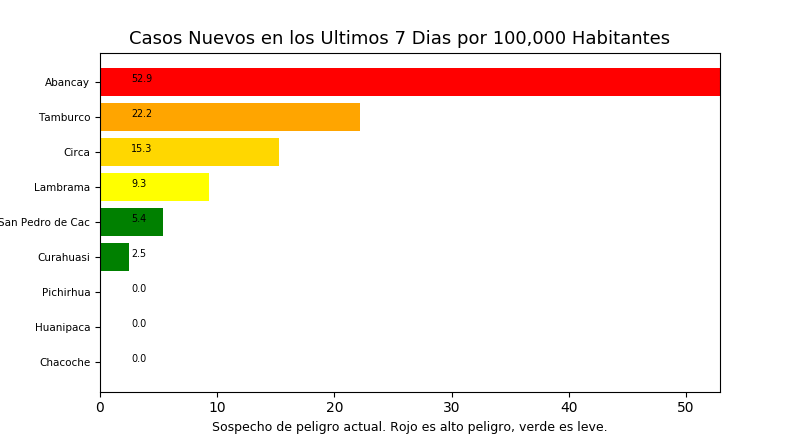 Casos Nuevos en los Ultimos 7 Dias por 100,000 Habitantes
Abancay 52.9
Tamburco 22.2
Circa 15.3
Lambrama 9.3
San Pedro de Cac 5.4
Curahuasi 2.5
Pichirhua 0.0
Huanipaca 0.0
Chacoche 0.0
0 10 20 30 40 50
Sospecho de peligro actual. Rojo es alto peligro, verde es leve.